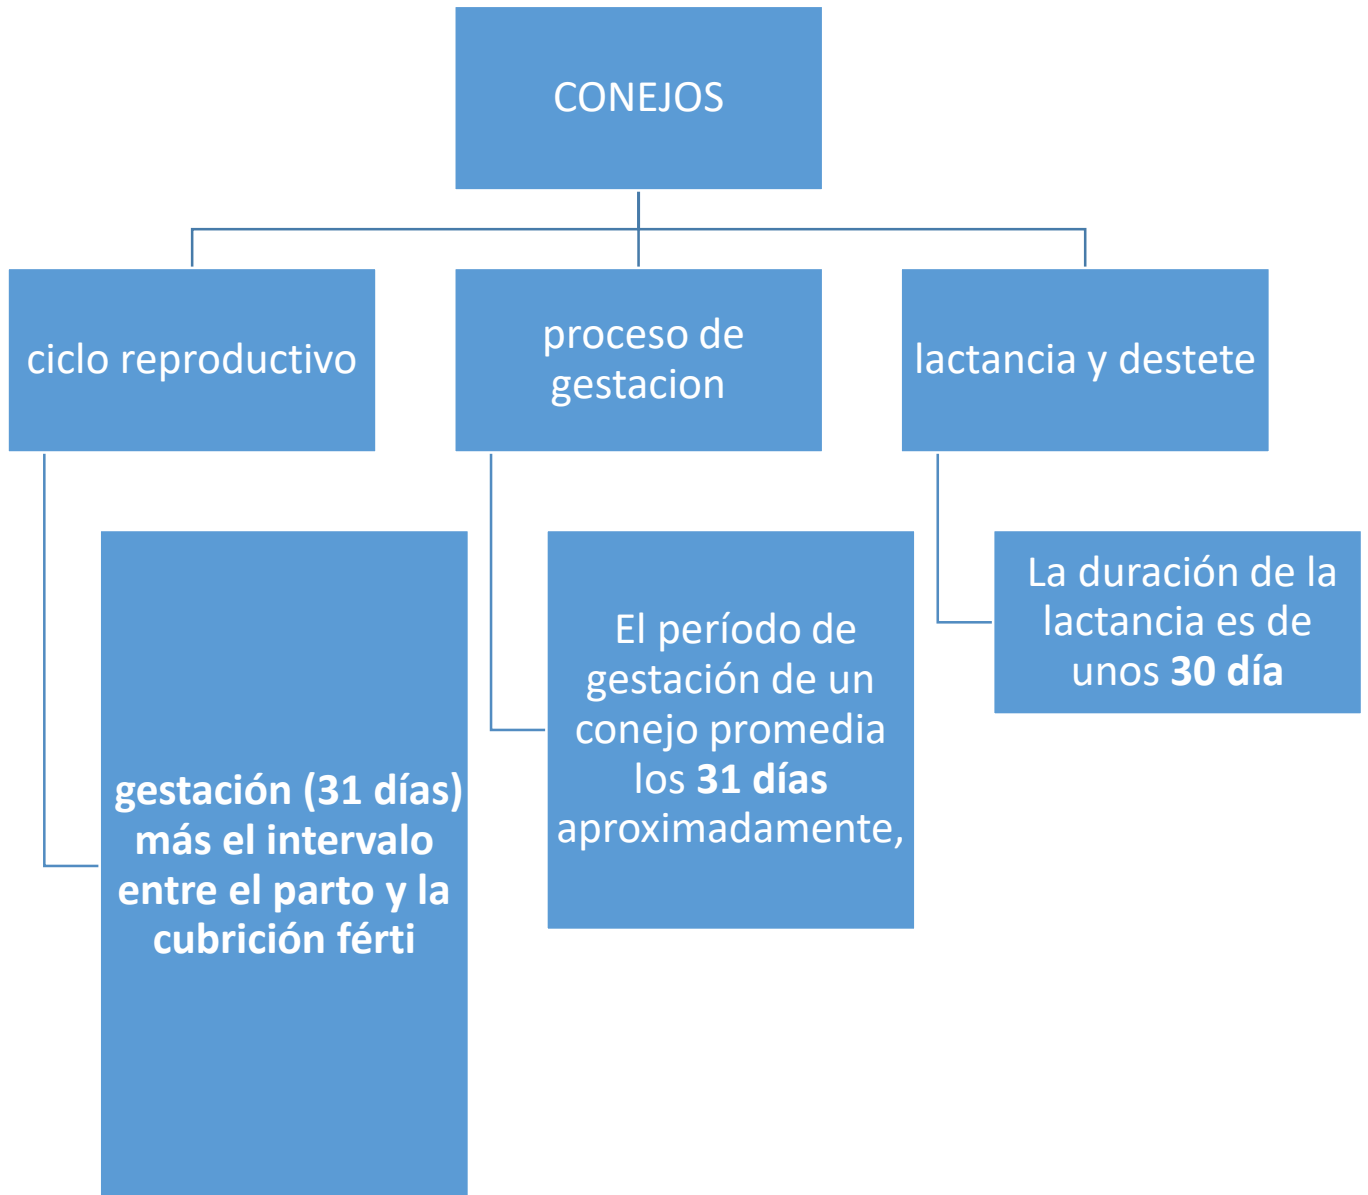 CONEJOS
ciclo reproductivo
proceso de
gestacion
lactancia y destete
gestación (31 días)
más el intervalo
entre el parto y la
cubrición férti
El período de
gestación de un
conejo promedia
los 31 días
aproximadamente,
La duración de la
lactancia es de
unos 30 día